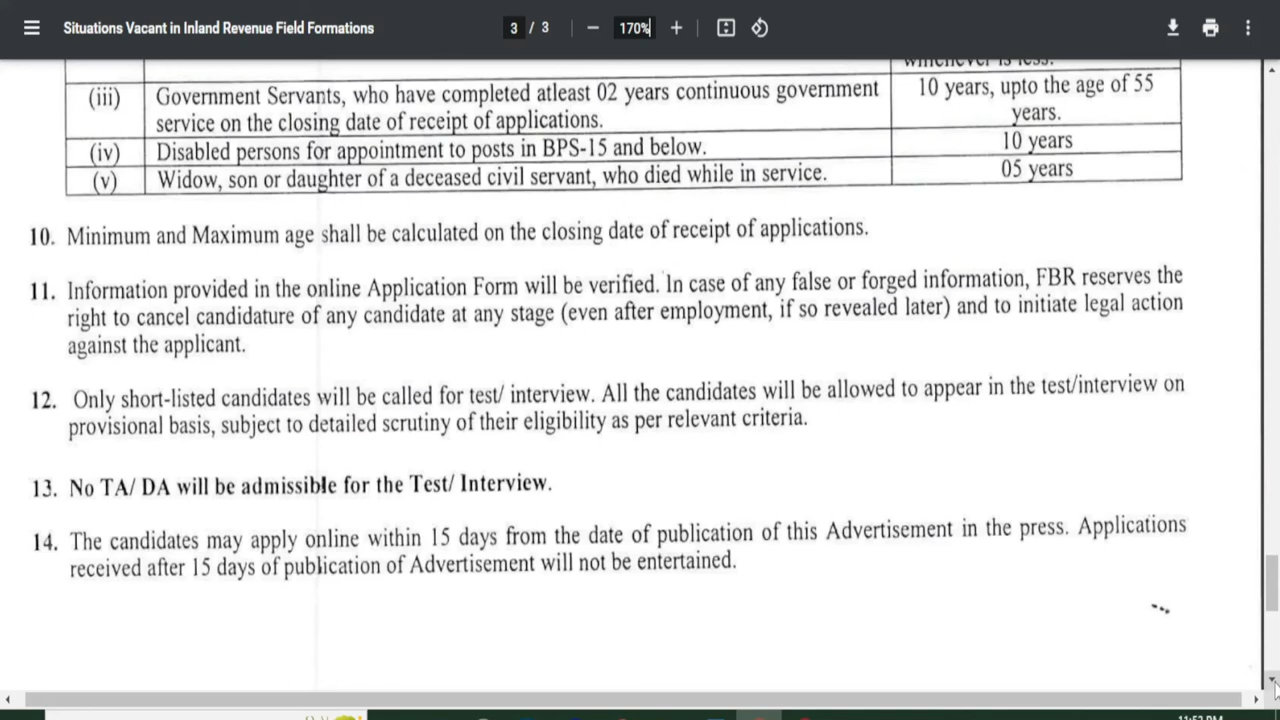 Situations Vacant in Inland Revenue Field Formations 3 / 3 170%
whichever is less.
(iii) Government Servants, who have completed atleast 02 years continuous government 10 years, upto the age of 55
service on the closing date of receipt of applications. years.
(iv) Disabled persons for appointment to posts in BPS-15 and below. 10 years
(v) Widow, son or daughter of a deceased civil servant, who died while in service. 05 years
10. Minimum and Maximum age shall be calculated on the closing date of receipt of applications.
11. Information provided in the online Application Form will be verified. In case of any false or forged information, FBR reserves the
right to cancel candidature of any candidate at any stage (even after employment, if so revealed later) and to initiate legal action
against the applicant.
12. Only short-listed candidates will be called for test/ interview. All the candidates will be allowed to appear in the test/interview on
provisional basis, subject to detailed scrutiny of their eligibility as per relevant criteria.
13. No TA/ DA will be admissible for the Test/ Interview.
14. The candidates may apply online within 15 days from the date of publication of this Advertisement in the press. Applications
received after 15 days of publication of Advertisement will not be entertained.